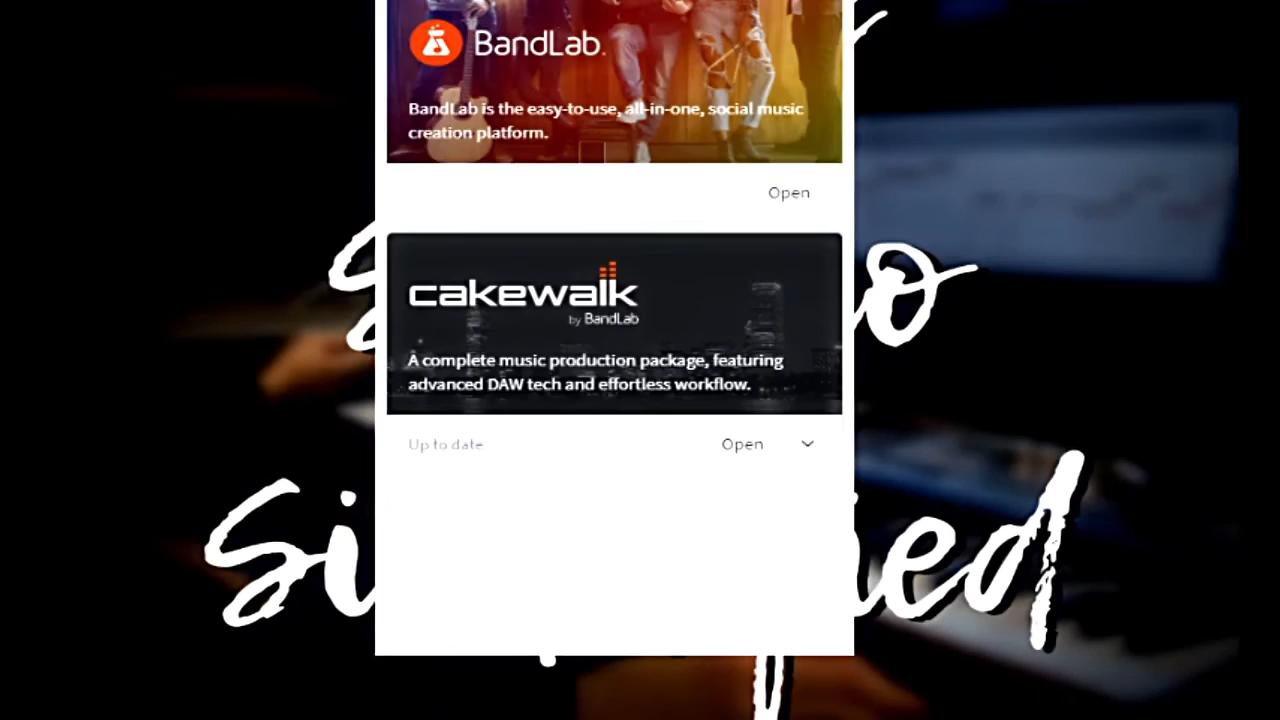 BandLab.
BandLab is the easy-to-use, all-in-one, social music
creation platform.
Open
cakewalk
by BandLab
A complete music production package, featuring
advanced DAW tech and effortless workflow.
Up to date
Open